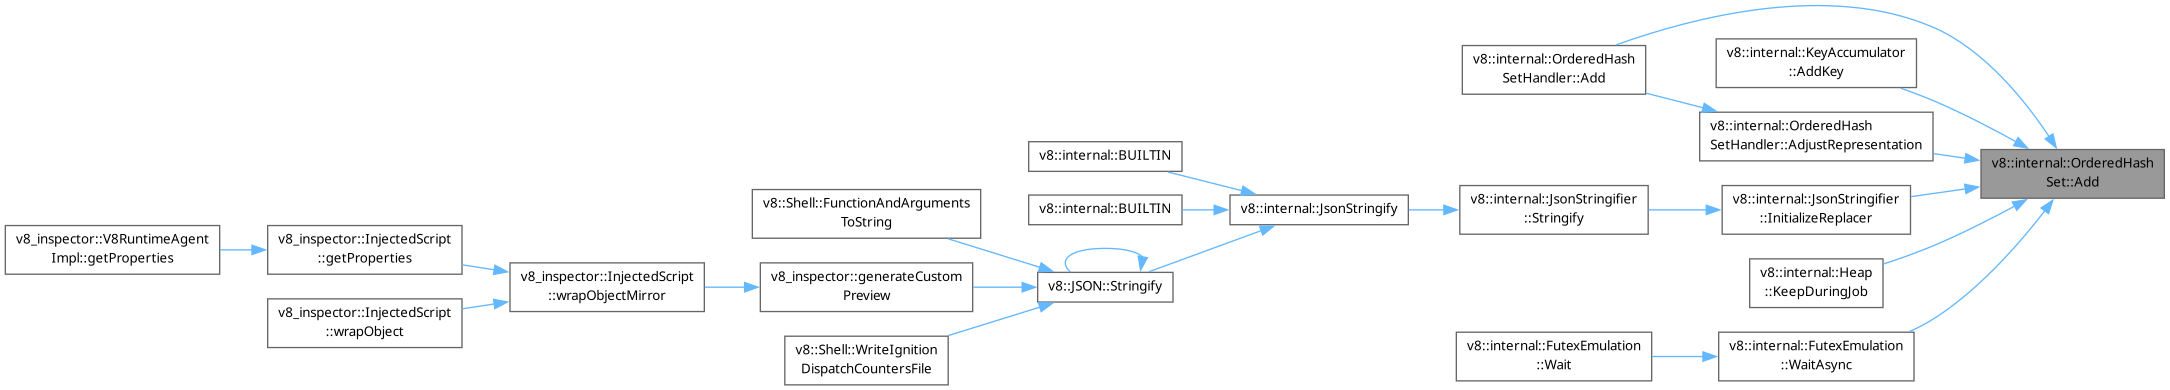 v8::internal::OrderedHash
SetHandler::Add
v8::internal::KeyAccumulator
::AddKey
v8::internal::OrderedHash
SetHandler::AdjustRepresentation
v8::internal::OrderedHash
Set::Add
v8::internal::BUILTIN
v8::internal::BUILTIN
v8::internal::JsonStringify
v8::internal::JsonStringifier
::Stringify
v8::internal::JsonStringifier
::InitializeReplacer
v8::Shell::FunctionAndArguments
ToString
v8_inspector::V8RuntimeAgent
Impl::getProperties
v8_inspector::InjectedScript
::getProperties
v8_inspector::InjectedScript
::wrapObjectMirror
v8_inspector::generateCustom
Preview
v8::JSON::Stringify
v8::internal::Heap
::KeepDuringJob
v8_inspector::InjectedScript
::wrapObject
v8::Shell::WriteIgnition
DispatchCountersFile
v8::internal::FutexEmulation
::Wait
v8::internal::FutexEmulation
::WaitAsync